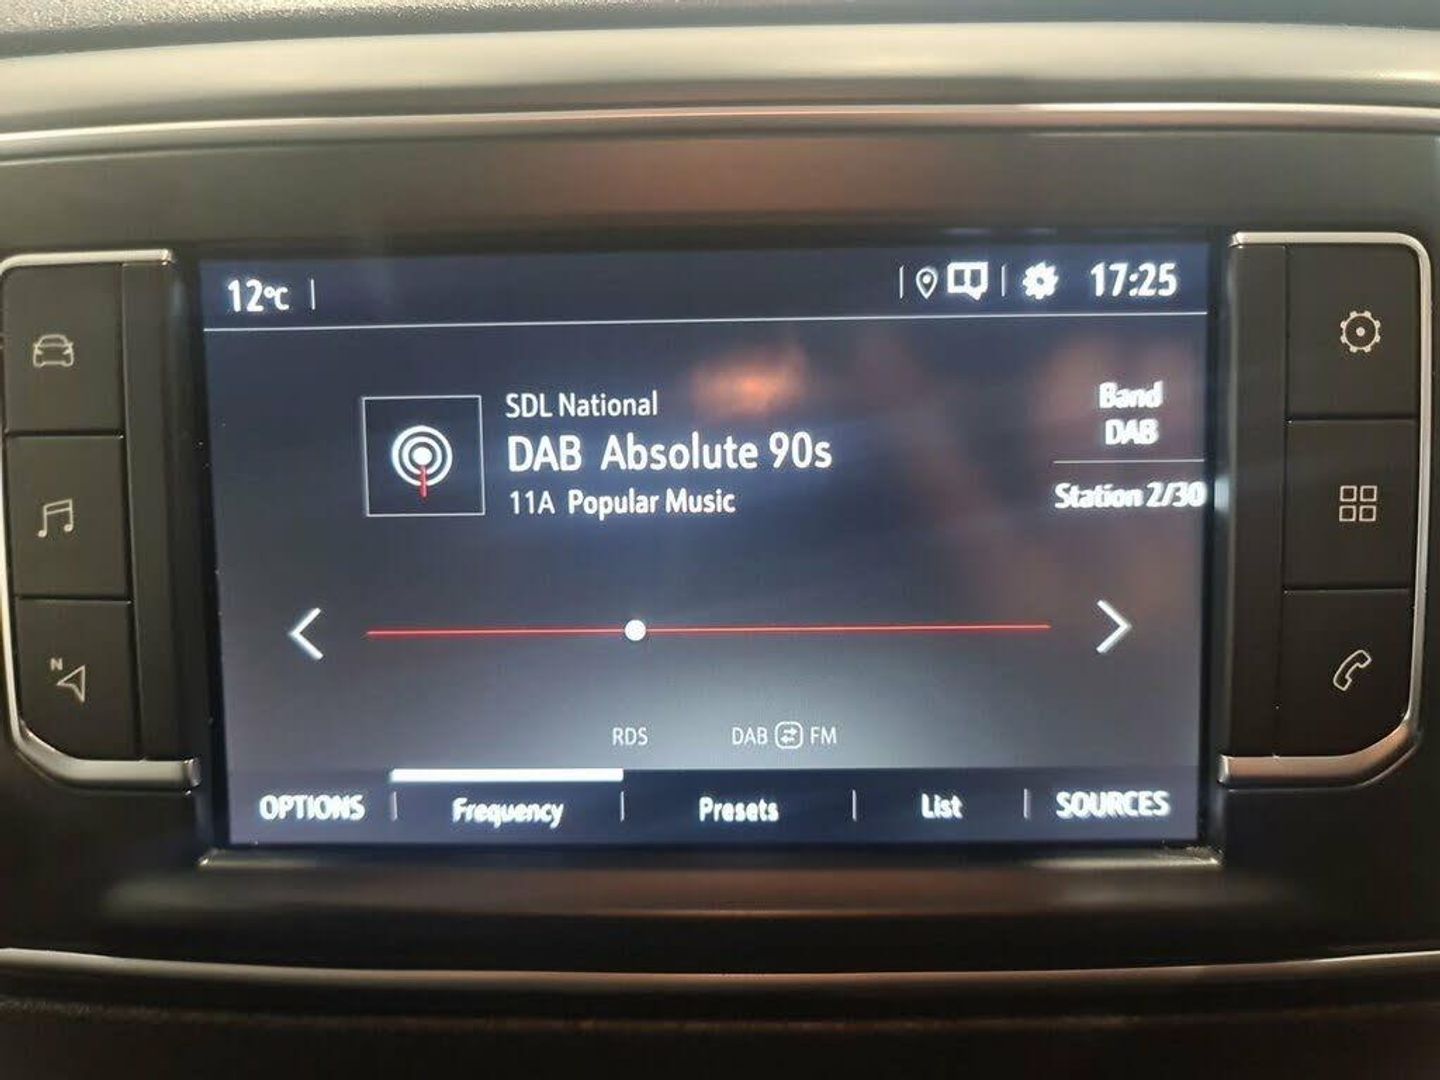 12°C
17:25
SDL National
DAB Absolute 90s
11A Popular Music
Band
DAB
Station 2/30
RDS
DAB FM
OPTIONS
Frequency
Presets
List
SOURCES
N